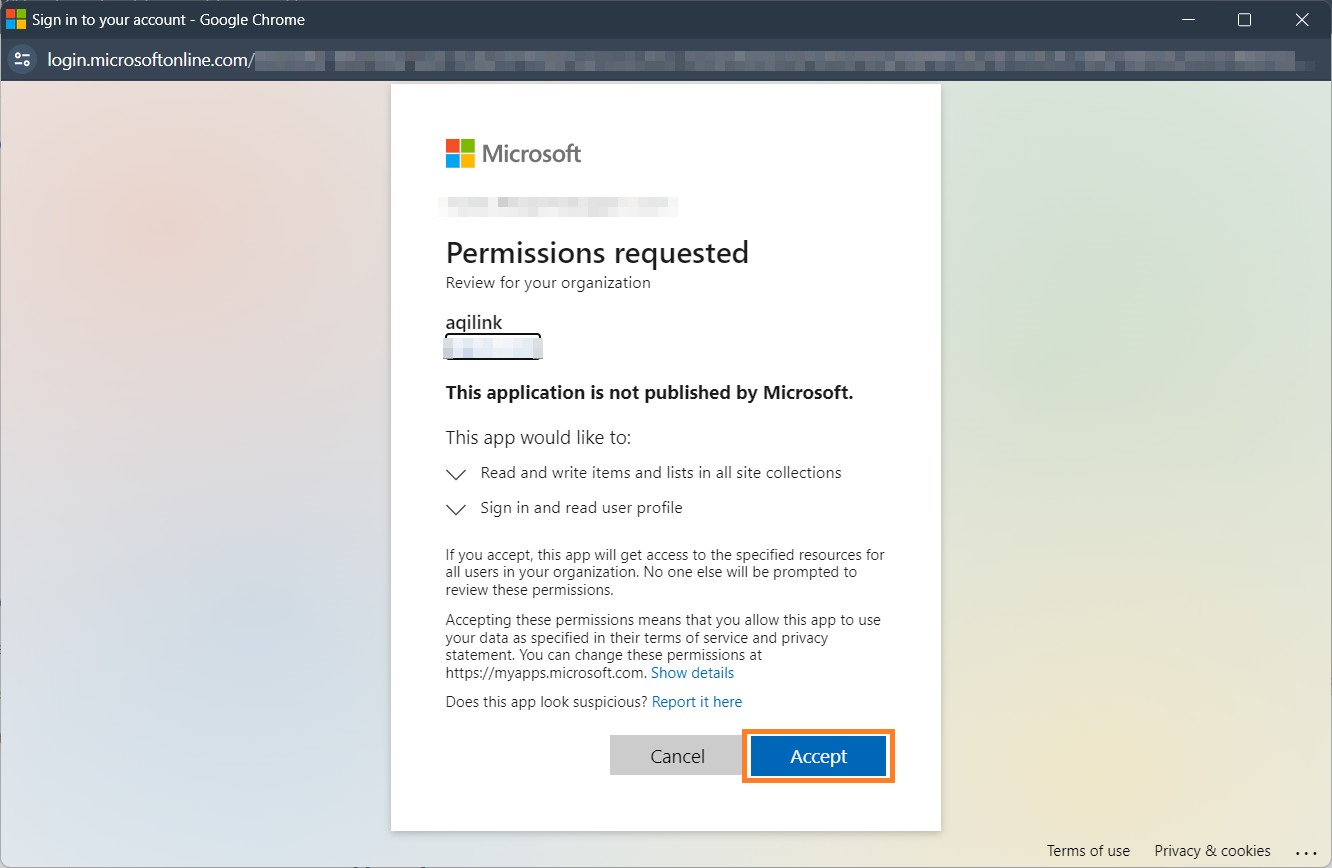 Sign in to your account - Google Chrome
login.microsoftonline.com/
Microsoft
Permissions requested
Review for your organization
aqilink
This application is not published by Microsoft.
This app would like to:
Read and write items and lists in all site collections
Sign in and read user profile
If you accept, this app will get access to the specified resources for
all users in your organization. No one else will be prompted to
review these permissions.
Accepting these permissions means that you allow this app to use
your data as specified in their terms of service and privacy
statement. You can change these permissions at
https://myapps.microsoft.com. Show details
Does this app look suspicious? Report it here
Cancel Accept
Terms of use Privacy & cookies ...